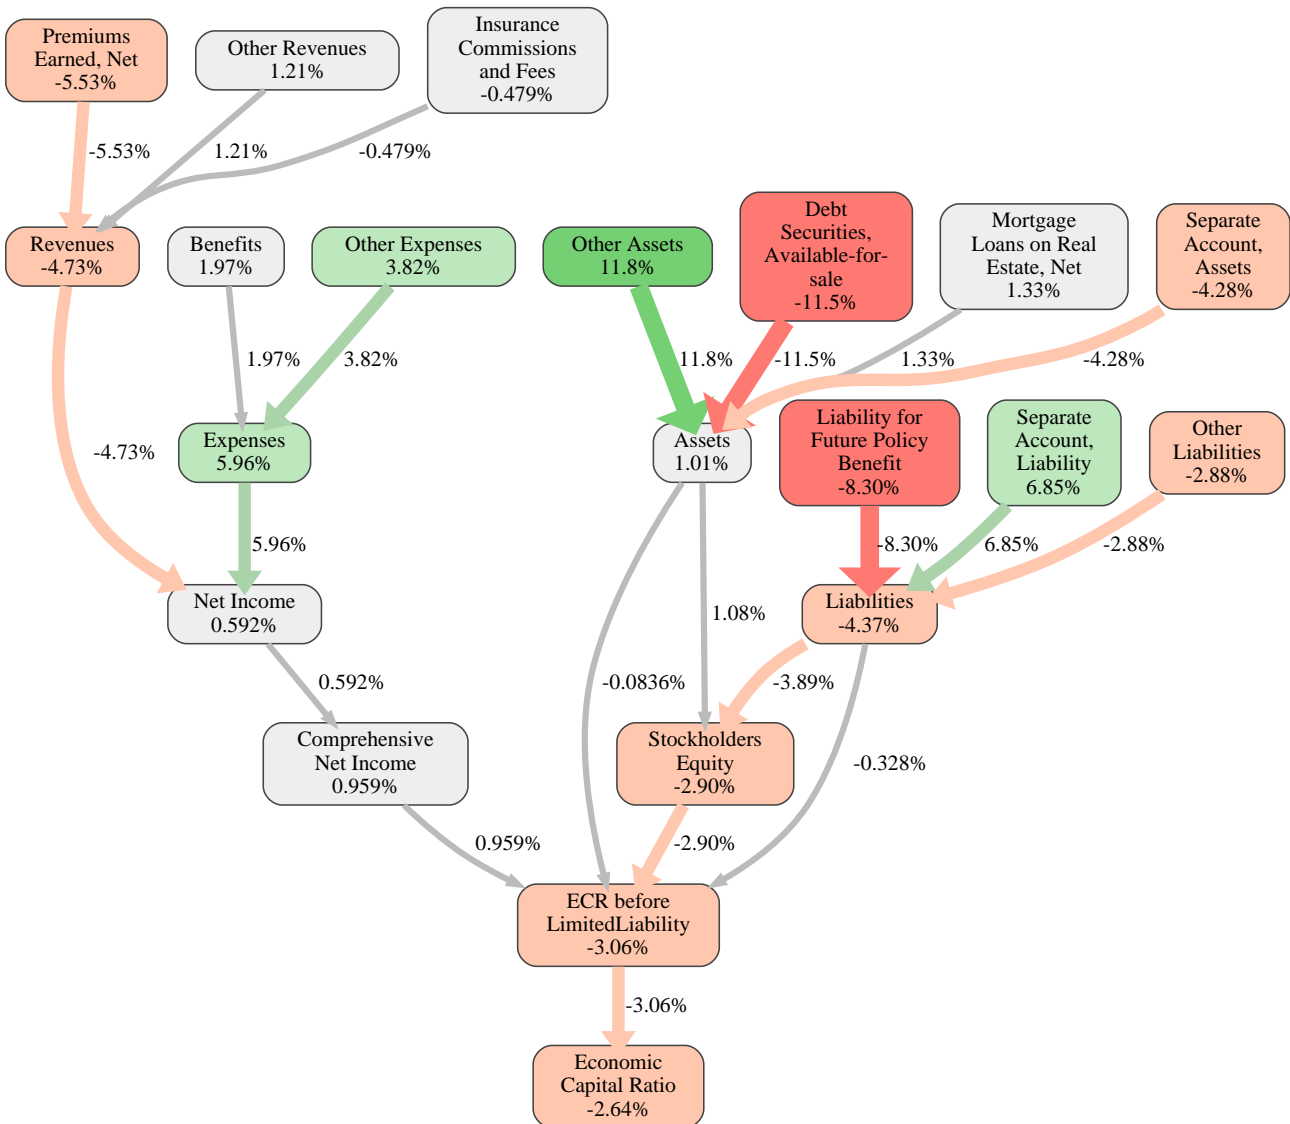 Premiums
Earned, Net
-5.53%
Other Revenues
1.21%
Insurance
Commissions
and Fees
-0.479%
-5.53%
1.21%
-0.479%
Revenues
-4.73%
Benefits
1.97%
Other Expenses
3.82%
Other Assets
11.8%
Debt
Securities,
Available-for-
sale
-11.5%
Mortgage
Loans on Real
Estate, Net
1.33%
Separate
Account,
Assets
-4.28%
1.97%
3.82%
11.8%
-11.5%
1.33%
-4.28%
-4.73%
Expenses
5.96%
Assets
1.01%
Liability for
Future Policy
Benefit
-8.30%
Separate
Account,
Liability
6.85%
Other
Liabilities
-2.88%
5.96%
1.08%
-8.30%
6.85%
-2.88%
Net Income
0.592%
Liabilities
-4.37%
0.592%
-0.0836%
-3.89%
-0.328%
Comprehensive
Net Income
0.959%
Stockholders
Equity
-2.90%
0.959%
-2.90%
ECR before
LimitedLiability
-3.06%
-3.06%
Economic
Capital Ratio
-2.64%